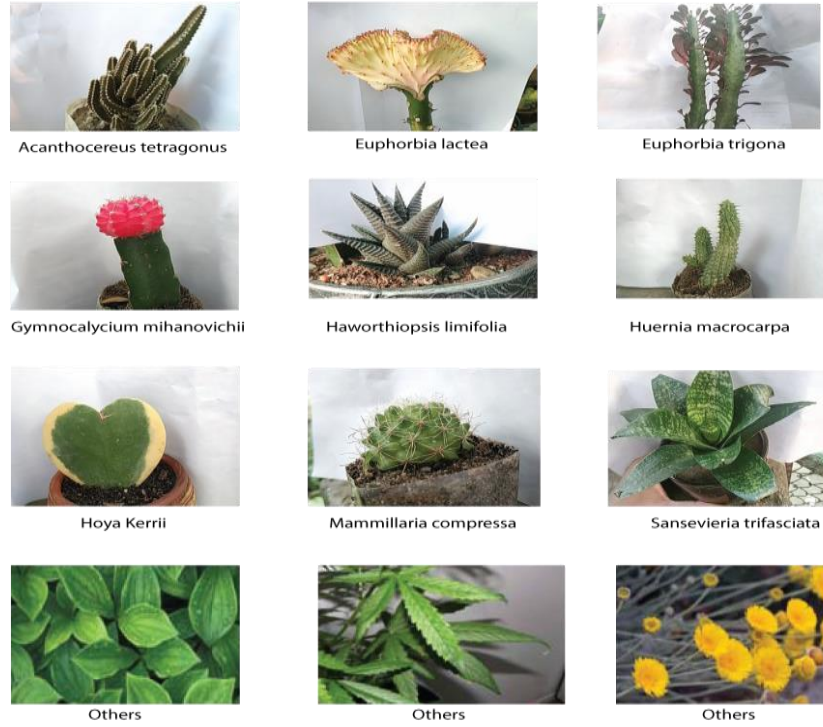 Acanthocereus tetragonus
Euphorbia lactea
Euphorbia trigona
Gymnocalycium mihanovichii
Haworthiopsis limifolia
Huernia macrocarpa
Hoya Kerrii
Mammillaria compressa
Sansevieria trifasciata
Others
Others
Others